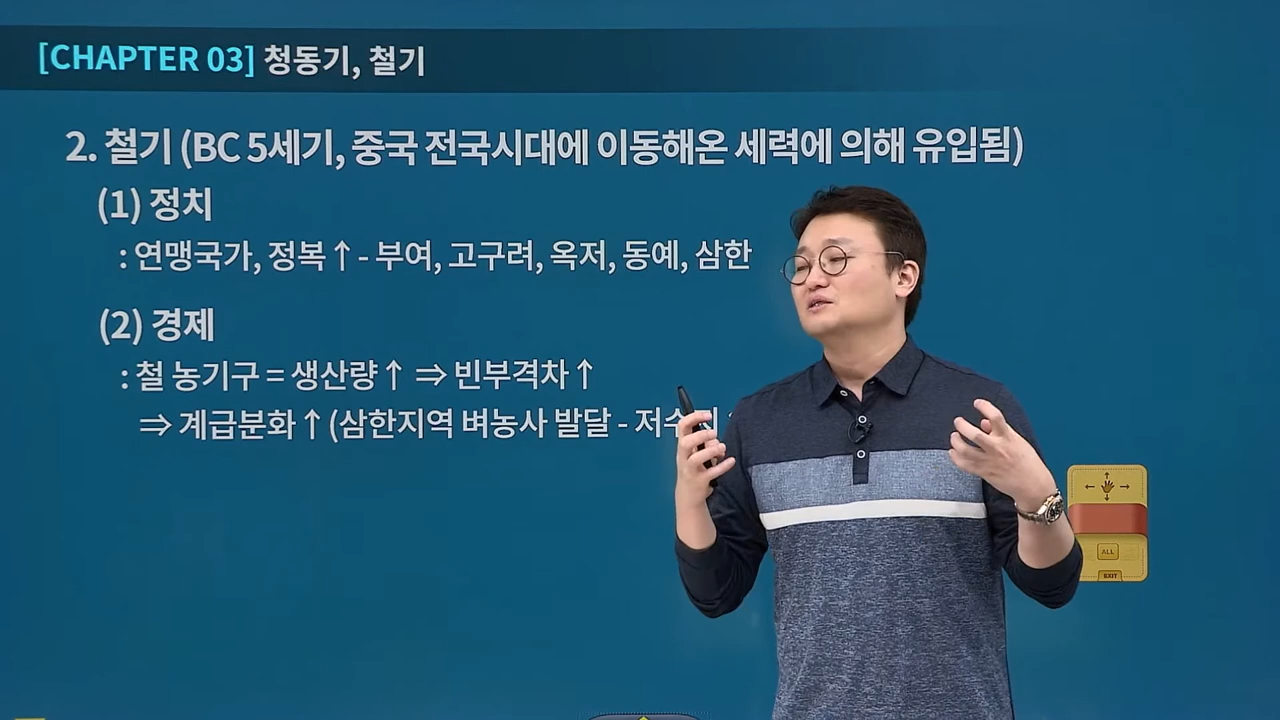 [CHAPTER 03] 청동기, 철기
2. 철기 (BC 5세기, 중국 전국시대에 이동해온 세력에 의해 유입됨)
(1) 정치
: 연맹국가, 정복↑- 부여, 고구려, 옥저, 동예, 삼한
(2) 경제
: 철 농기구 = 생산량↑ ⇒ 빈부격차↑
⇒ 계급분화↑(삼한지역 벼농사 발달 -
ALL
EXIT